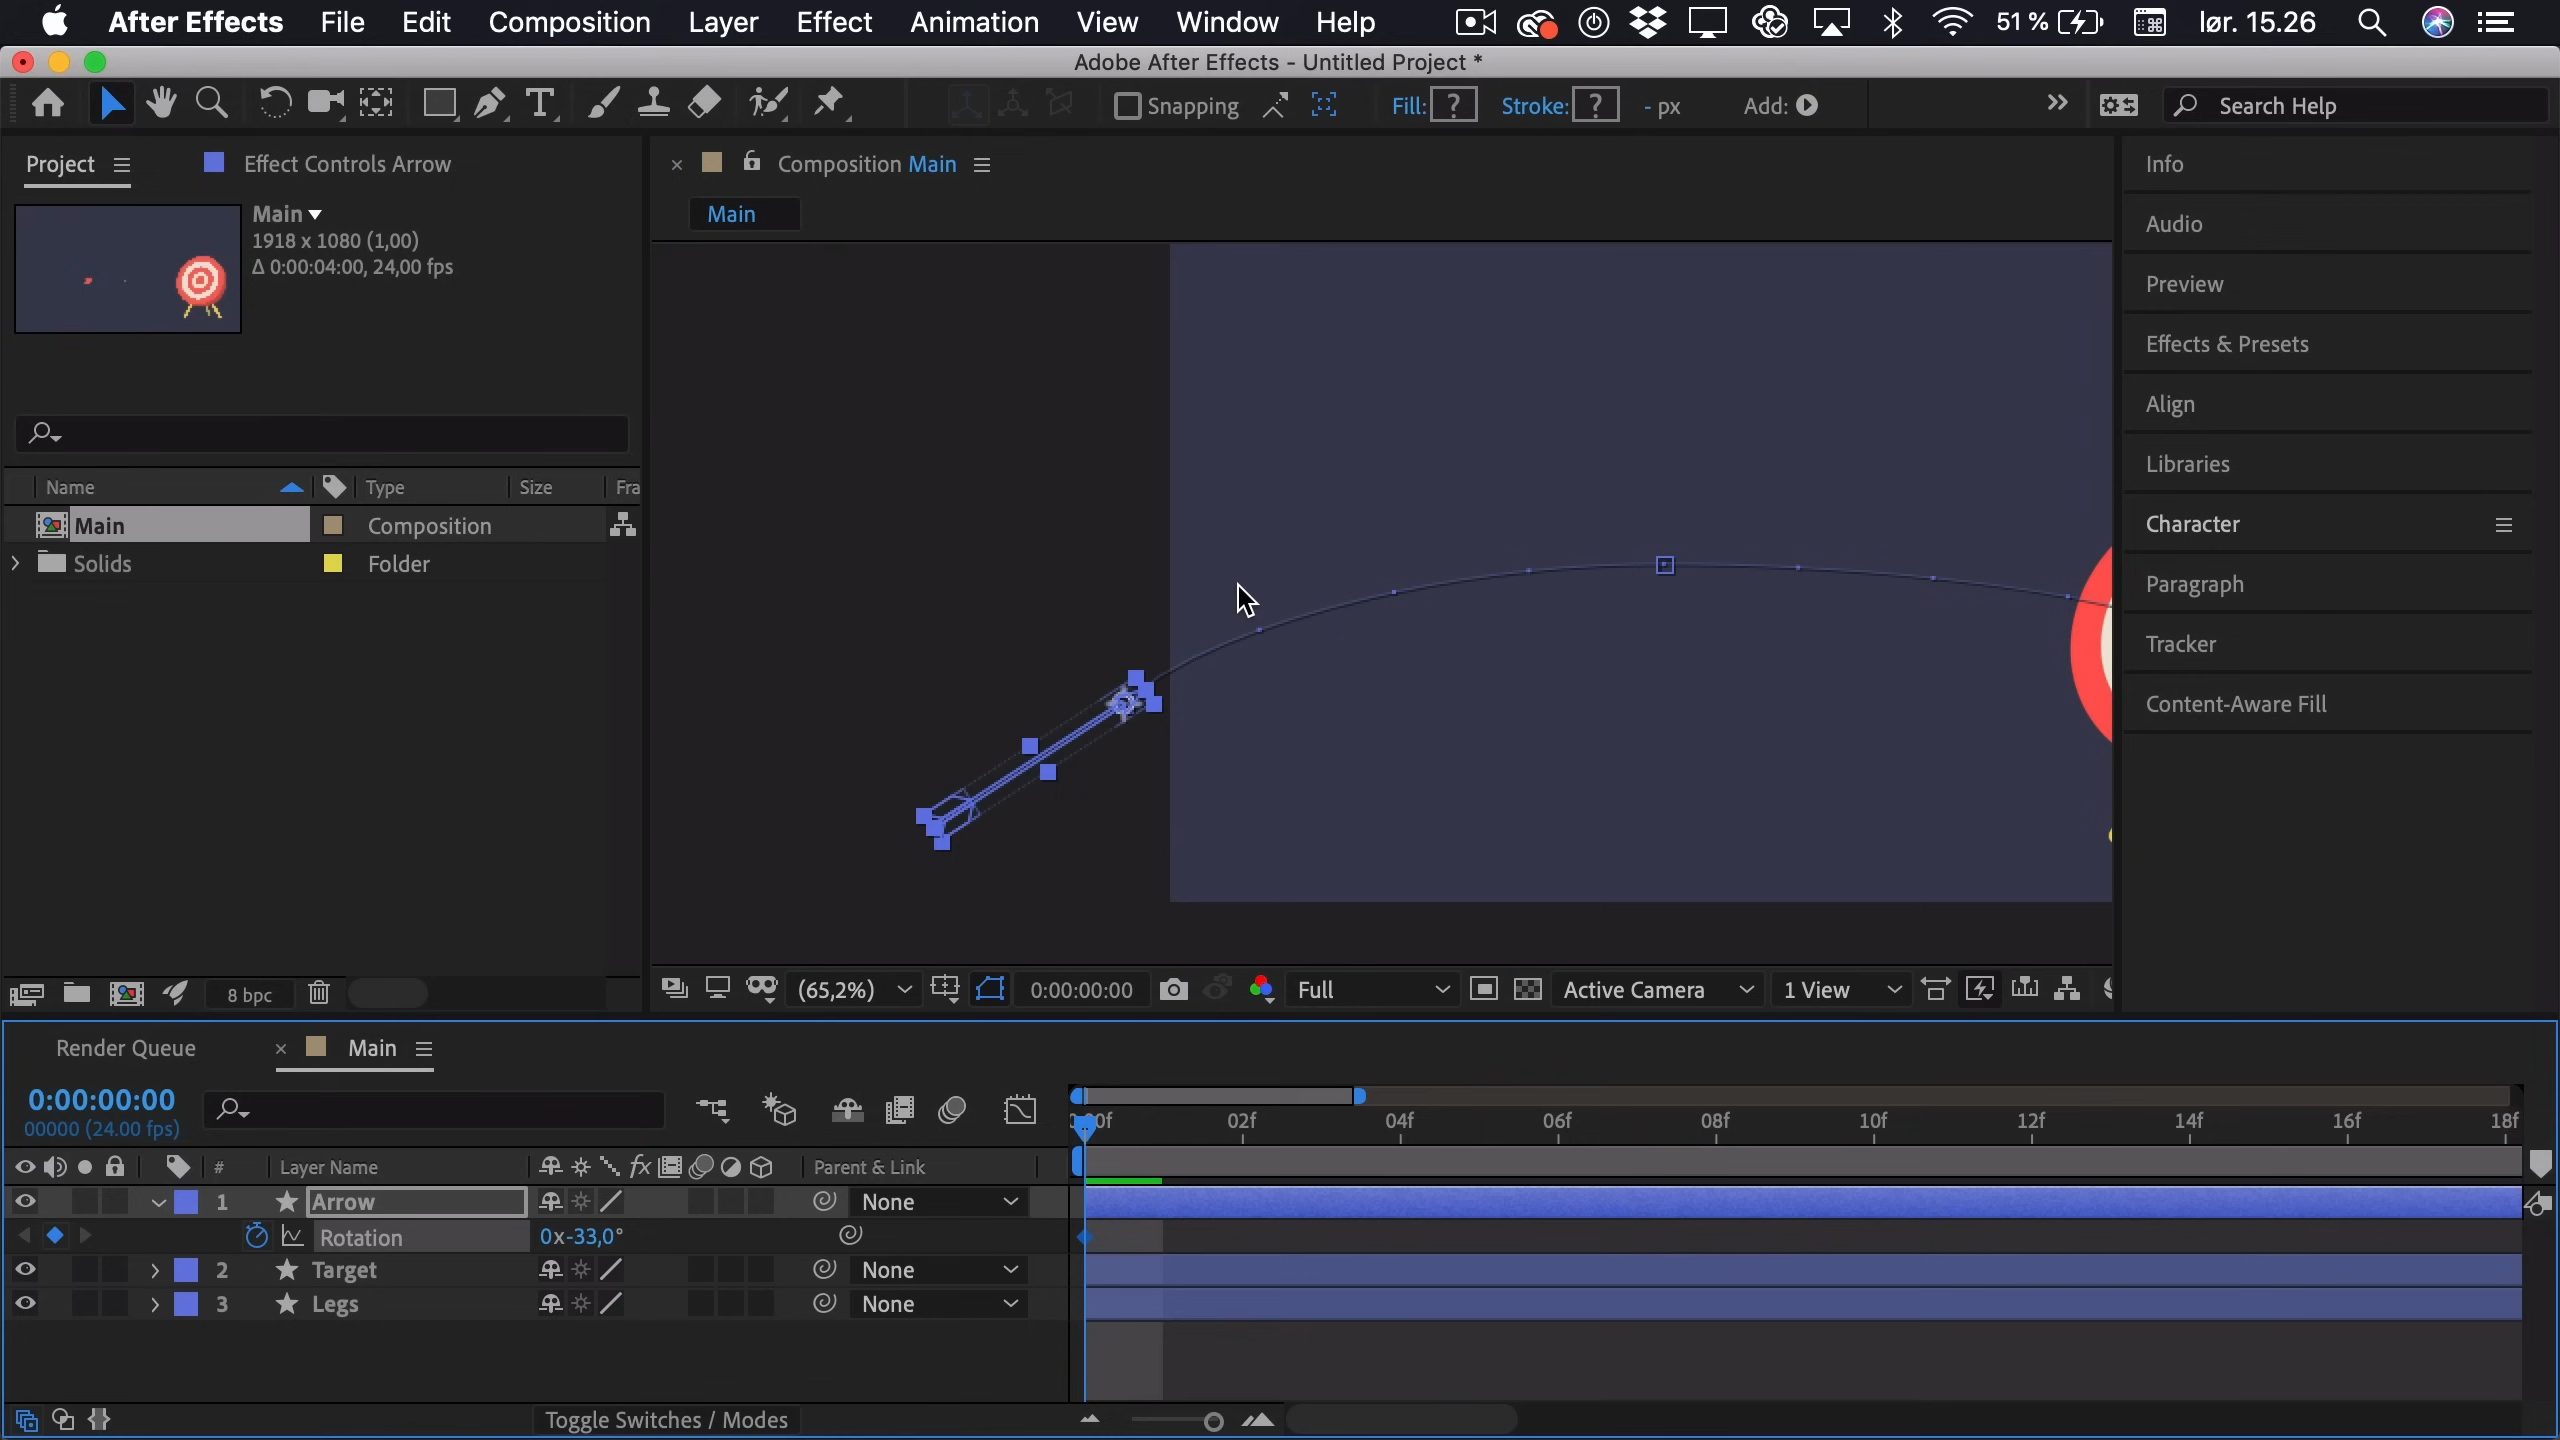 After Effects File Edit Composition Layer Effect Animation View Window Help 51 % lør. 15.26
Adobe After Effects - Untitled Project *
Snapping Fill: ? Stroke: ? - px Add: Search Help
Project Effect Controls Arrow
Composition Main
Main
Main
1918 x 1080 (1,00)
Δ 0:00:04:00, 24,00 fps
Name Type Size Fra
Main Composition
Solids Folder
8 bpc
(65,2%) 0:00:00:00 Full Active Camera 1 View
Info
Audio
Preview
Effects & Presets
Align
Libraries
Character
Paragraph
Tracker
Content-Aware Fill
Render Queue Main
0:00:00:00
00000 (24.00 fps)
00f 02f 04f 06f 08f 10f 12f 14f 16f 18f
# Layer Name fx Parent & Link
1 Arrow None
Rotation 0x-33,0°
2 Target None
3 Legs None
Toggle Switches / Modes